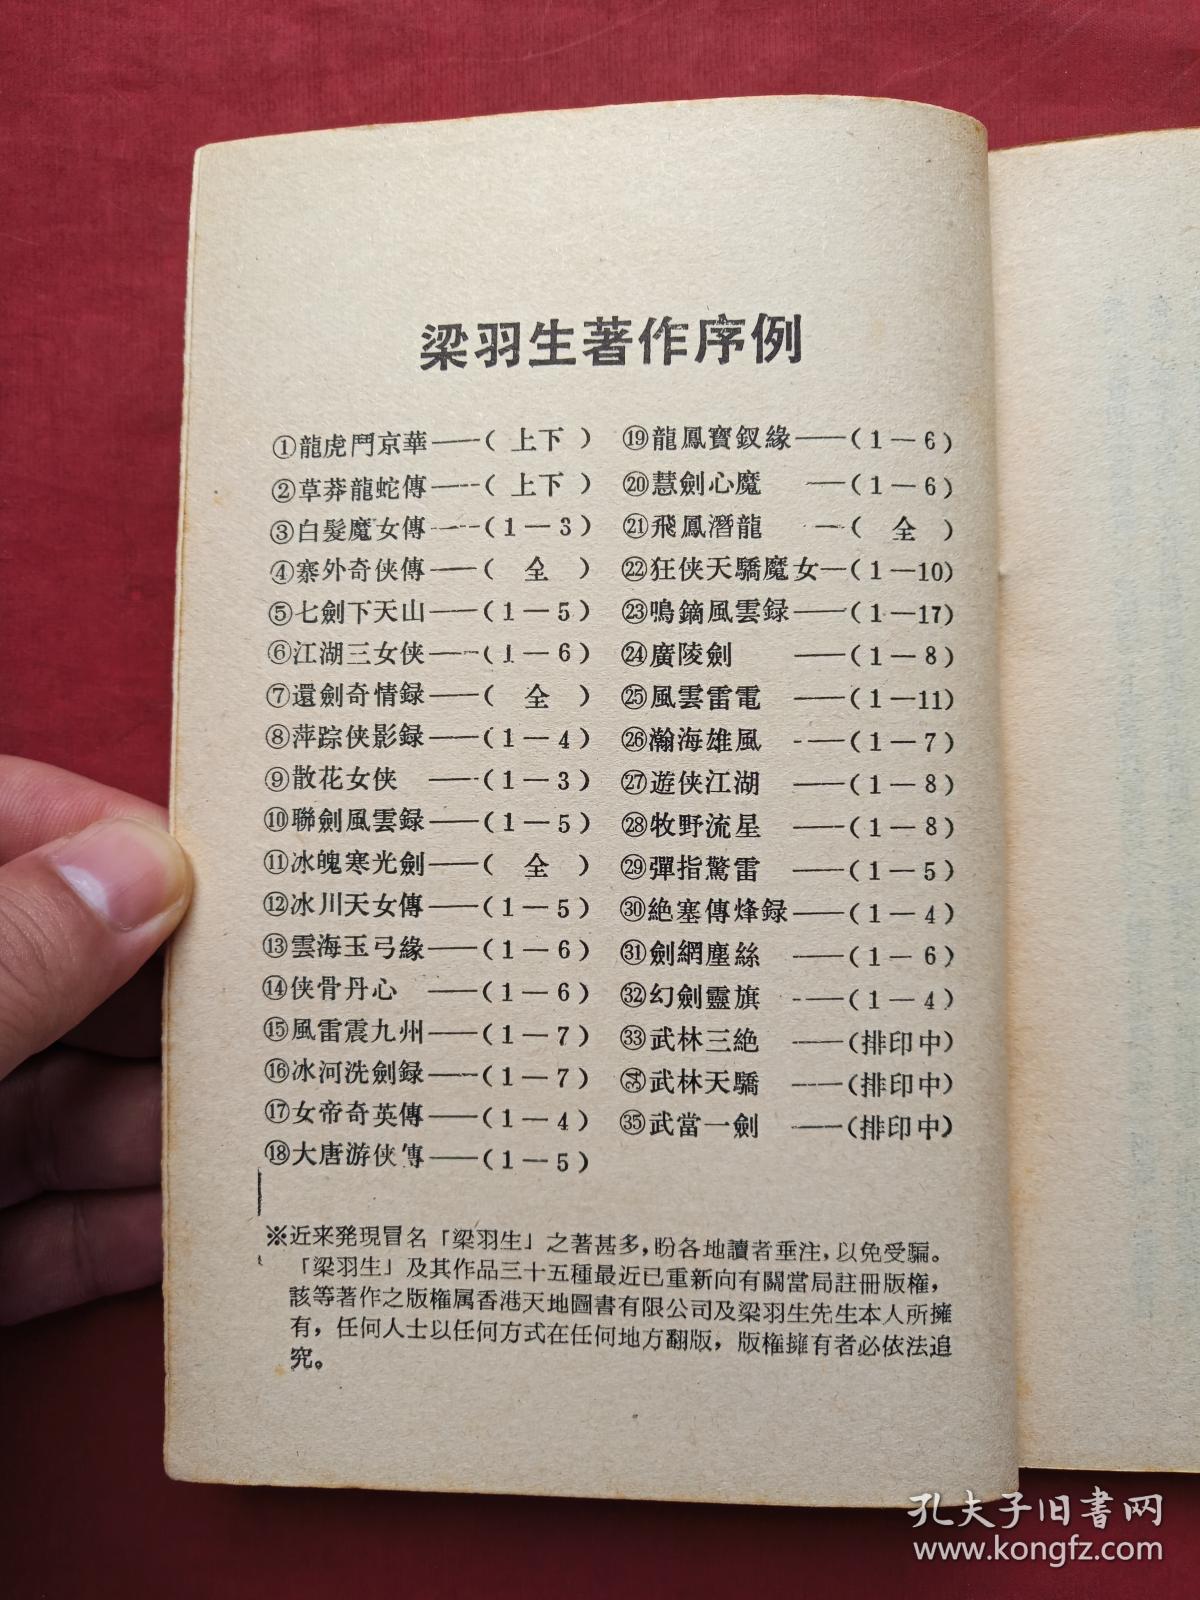 梁羽生著作序例
①龍虎鬥京華——(上下)
②草莽龍蛇傳——(上下)
③白髮魔女傳——(1—3)
④寨外奇侠傳——(全)
⑤七劍下天山——(1—5)
⑥江湖三女侠——(1—6)
⑦還劍奇情録——(全)
⑧萍踪侠影録——(1—4)
⑨散花女侠——(1—3)
⑩聯劍風雲録——(1—5)
⑪冰魄寒光劍——(全)
⑫冰川天女傳——(1—5)
⑬雲海玉弓緣——(1—6)
⑭侠骨丹心——(1—6)
⑮風雷震九州——(1—7)
⑯冰河洗劍録——(1—7)
⑰女帝奇英傳——(1—4)
⑱大唐游侠傳——(1—5)
⑲龍鳳寶釵緣——(1—6)
⑳慧劍心魔——(1—6)
㉑飛鳳潛龍—(全)
㉒狂侠天驕魔女—(1—10)
㉓鳴鏑風雲録——(1—17)
㉔廣陵劍——(1—8)
㉕風雲雷電——(1—11)
㉖瀚海雄風——(1—7)
㉗遊侠江湖——(1—8)
㉘牧野流星——(1—8)
㉙彈指驚雷——(1—5)
㉚絶塞傳烽録——(1—4)
㉛劍網塵絲——(1—6)
㉜幻劍靈旗——(1—4)
㉝武林三絶——(排印中)
㉞武林天驕——(排印中)
㉟武當一劍——(排印中)
※近来発現冒名「梁羽生」之著甚多，盼各地讀者垂注，以免受騙。
「梁羽生」及其作品三十五種最近已重新向有關當局註冊版権，
該等著作之版権属香港天地圖書有限公司及梁羽生先生本人所擁
有，任何人士以任何方式在任何地方翻版，版権擁有者必依法追
究。
孔夫子旧书网
www.kongfz.com